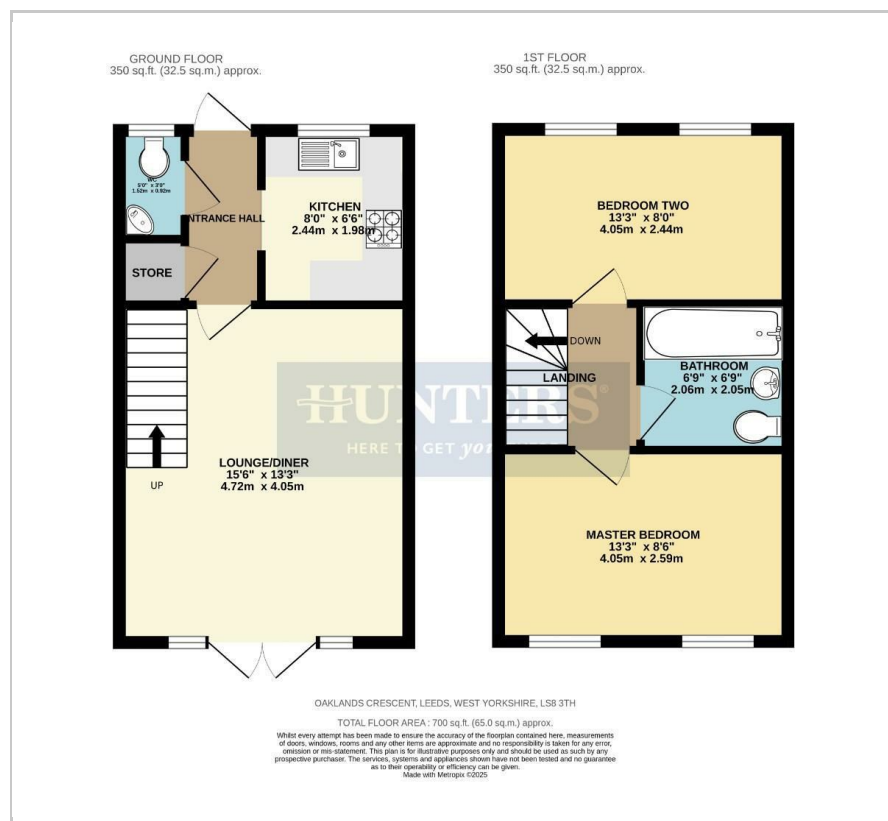 GROUND FLOOR
350 sq.ft. (32.5 sq.m.) approx.
1ST FLOOR
350 sq.ft. (32.5 sq.m.) approx.
WC
5'0" x 3'0"
1.52m x 0.92m
ENTRANCE HALL
KITCHEN
8'0" x 6'6"
2.44m x 1.98m
STORE
LOUNGE/DINER
15'6" x 13'3"
4.72m x 4.05m
UP
BEDROOM TWO
13'3" x 8'0"
4.05m x 2.44m
DOWN
LANDING
BATHROOM
6'9" x 6'9"
2.06m x 2.05m
MASTER BEDROOM
13'3" x 8'6"
4.05m x 2.59m
HUNTERS®
HERE TO GET you
OAKLANDS CRESCENT, LEEDS, WEST YORKSHIRE, LS8 3TH
TOTAL FLOOR AREA : 700 sq.ft. (65.0 sq.m.) approx.
Whilst every attempt has been made to ensure the accuracy of the floorplan contained here, measurements
of doors, windows, rooms and any other items are approximate and no responsibility is taken for any error,
omission or mis-statement. This plan is for illustrative purposes only and should be used as such by any
prospective purchaser. The services, systems and appliances shown have not been tested and no guarantee
as to their operability or efficiency can be given.
Made with Metropix ©2025